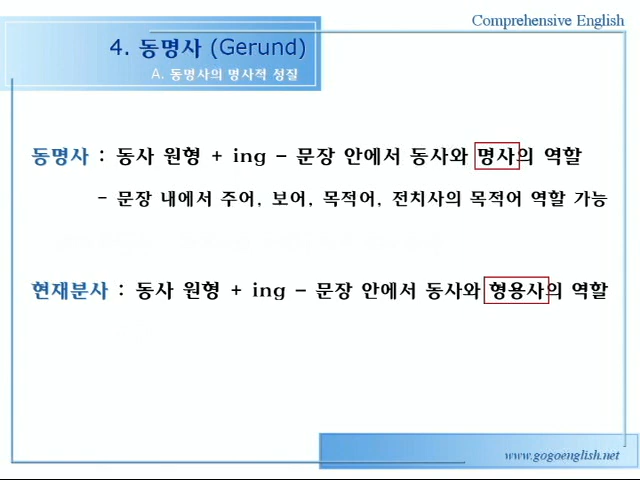 Comprehensive English
4. 동명사 (Gerund)
A. 동명사의 명사적 성질
동명사 : 동사 원형 + ing - 문장 안에서 동사와 명사의 역할
- 문장 내에서 주어, 보어, 목적어, 전치사의 목적어 역할 가능
현재분사 : 동사 원형 + ing - 문장 안에서 동사와 형용사의 역할
www.gogoenglish.net